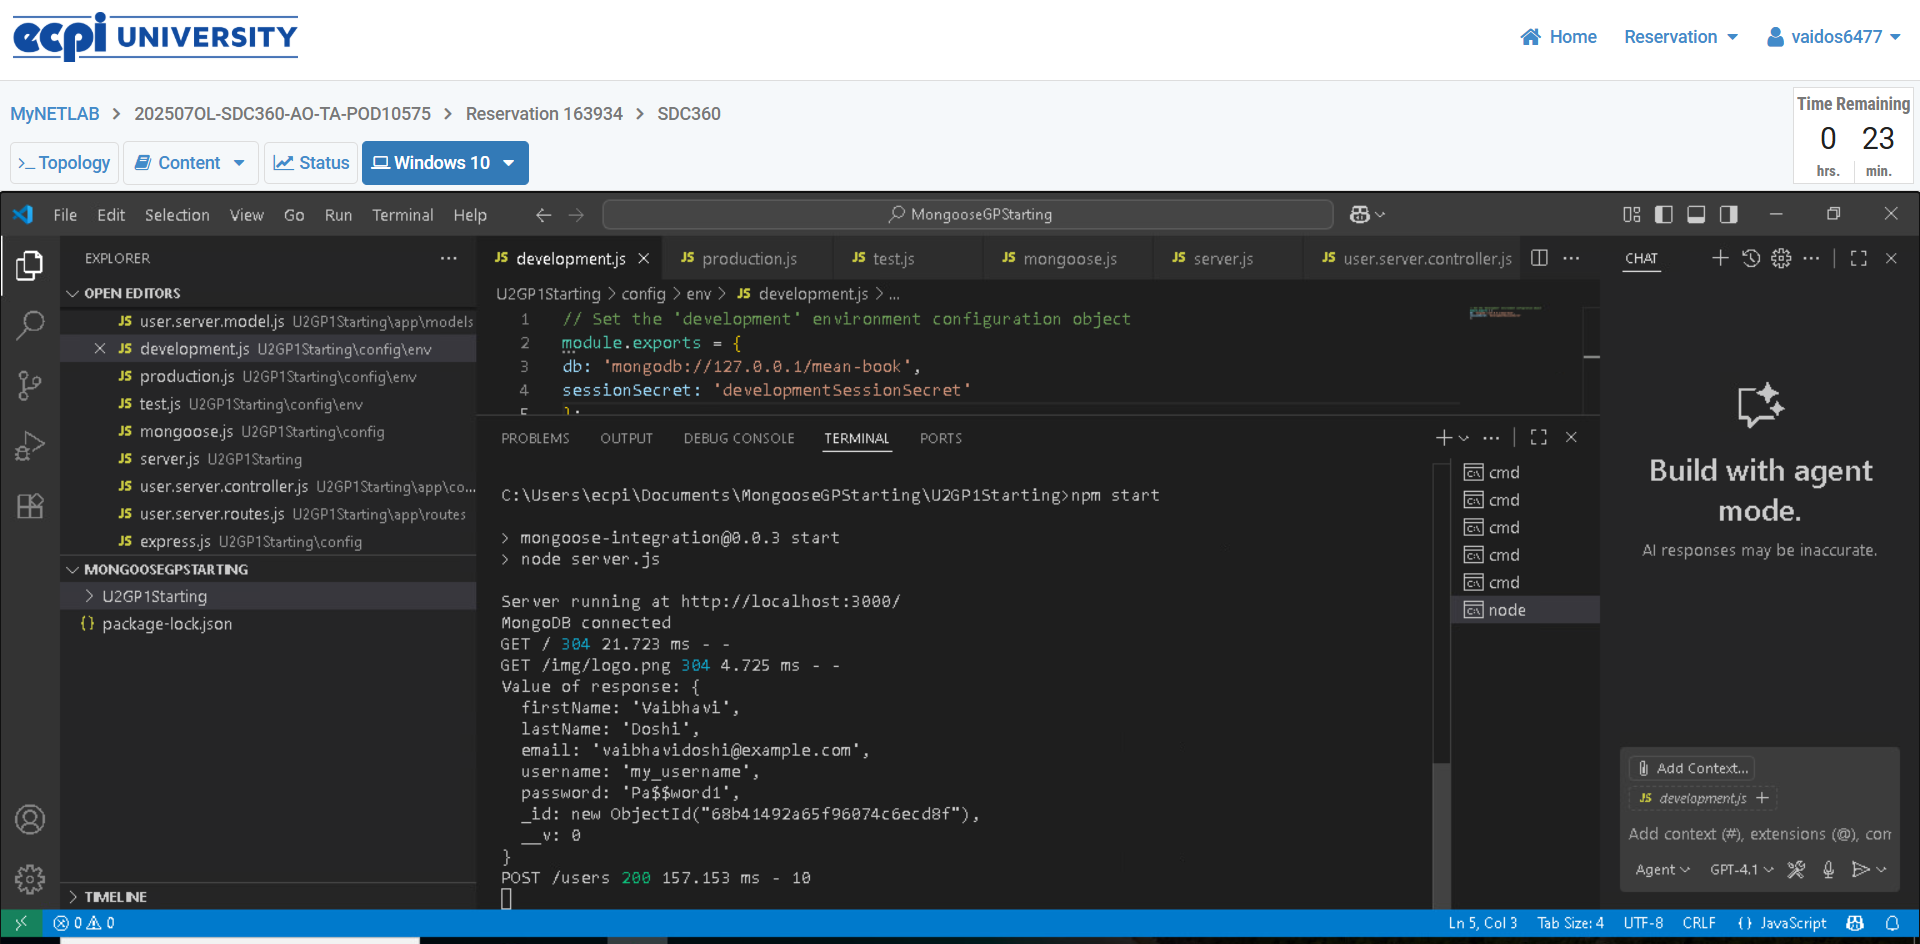 ecpi UNIVERSITY
Home
Reservation
vaidos6477
MyNETLAB > 202507OL-SDC360-AO-TA-POD10575 > Reservation 163934 > SDC360
Time Remaining
0 23
hrs. min.
>_ Topology
Content
Status
Windows 10
File Edit Selection View Go Run Terminal Help
MongooseGPStarting
EXPLORER
OPEN EDITORS
JS user.server.model.js U2GP1Starting\app\models
JS development.js U2GP1Starting\config\env
JS production.js U2GP1Starting\config\env
JS test.js U2GP1Starting\config\env
JS mongoose.js U2GP1Starting\config
JS server.js U2GP1Starting
JS user.server.controller.js U2GP1Starting\app\co...
JS user.server.routes.js U2GP1Starting\app\routes
JS express.js U2GP1Starting\config
MONGOOSEGPSTARTING
> U2GP1Starting
{} package-lock.json
TIMELINE
JS development.js
JS production.js
JS test.js
JS mongoose.js
JS server.js
JS user.server.controller.js
U2GP1Starting > config > env > JS development.js > ...
1 // Set the 'development' environment configuration object
2 module.exports = {
3 db: 'mongodb://127.0.0.1/mean-book',
4 sessionSecret: 'developmentSessionSecret'
5 };
PROBLEMS OUTPUT DEBUG CONSOLE TERMINAL PORTS
C:\Users\ecpi\Documents\MongooseGPStarting\U2GP1Starting>npm start
> mongoose-integration@0.0.3 start
> node server.js
Server running at http://localhost:3000/
MongoDB connected
GET / 304 21.723 ms - -
GET /img/logo.png 304 4.725 ms - -
Value of response: {
firstName: 'Vaibhavi',
lastName: 'Doshi',
email: 'vaibhavidoshi@example.com',
username: 'my_username',
password: 'Pa$$word1',
_id: new ObjectId("68b41492a65f96074c6ecd8f"),
__v: 0
}
POST /users 200 157.153 ms - 10
cmd
cmd
cmd
cmd
cmd
node
CHAT
Build with agent
mode.
AI responses may be inaccurate.
Add Context...
JS development.js +
Add context (#), extensions (@), com
Agent
GPT-4.1
0 0
Ln 5, Col 3
Tab Size: 4
UTF-8
CRLF
{} JavaScript